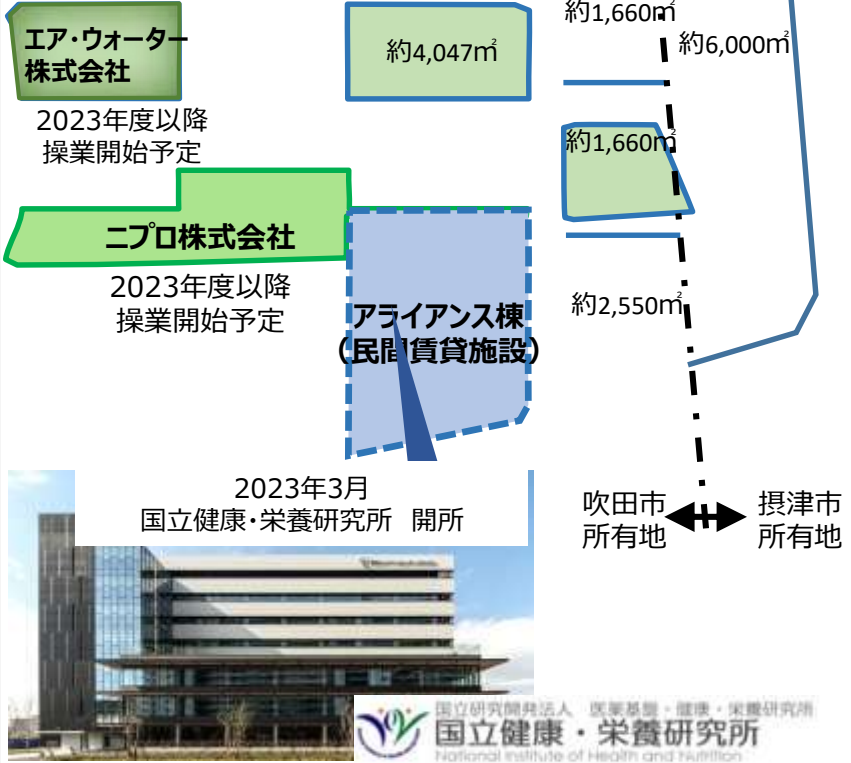 エア・ウォーター
株式会社
2023年度以降
操業開始予定
約4,047㎡
約1,660㎡
約6,000㎡
約1,660㎡
ニプロ株式会社
2023年度以降
操業開始予定
アライアンス棟
（民間賃貸施設）
約2,550㎡
2023年3月
国立健康・栄養研究所 開所
吹田市
所有地
摂津市
所有地
国立研究開発法人 医薬基盤・健康・栄養研究所
国立健康・栄養研究所
National Institute of Health and Nutrition